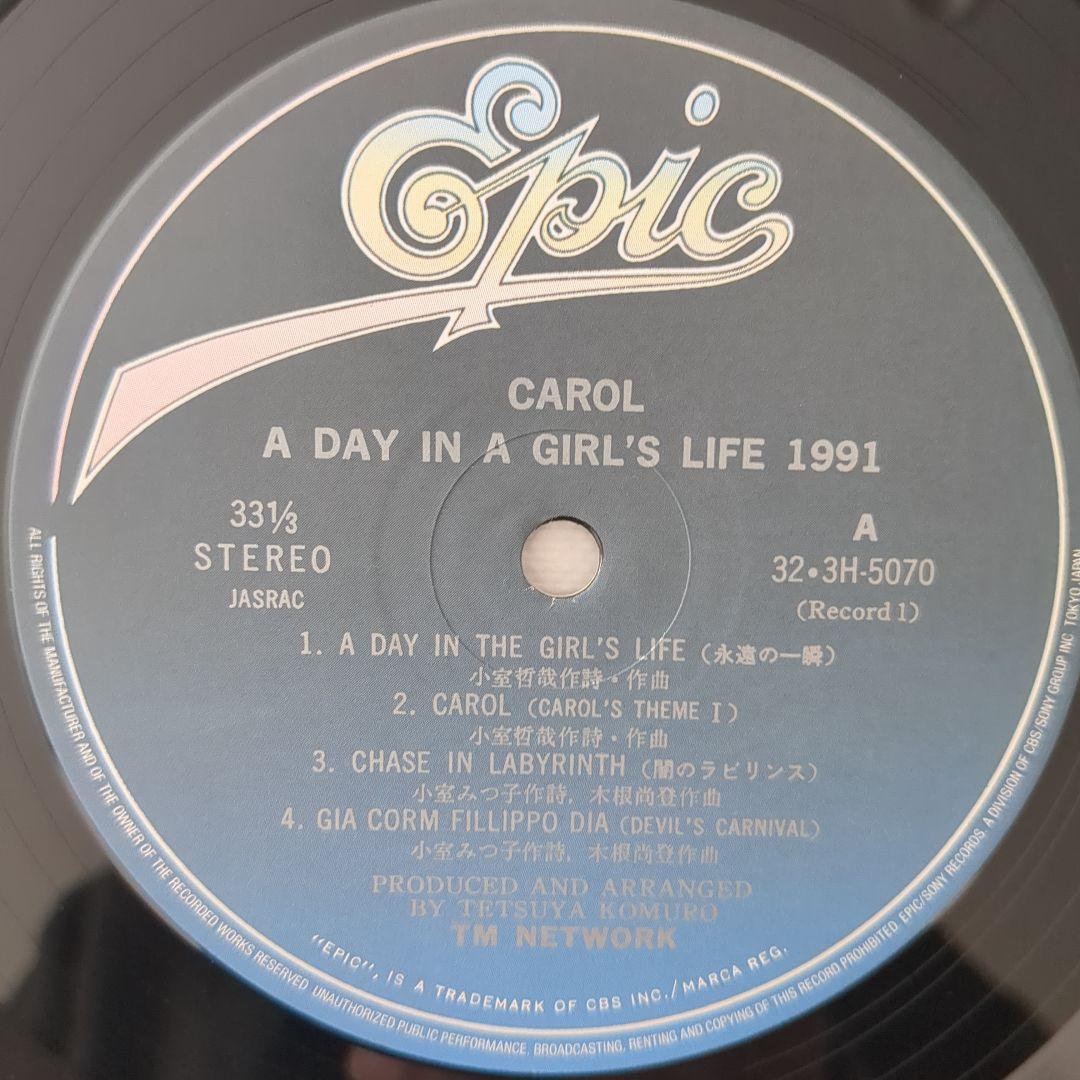 Epic
CAROL
A DAY IN A GIRL'S LIFE 1991
33⅓
STEREO
JASRAC
A
32・3H-5070
(Record 1)
1. A DAY IN THE GIRL'S LIFE (永遠の一瞬)
小室哲哉作詩・作曲
2. CAROL (CAROL'S THEME I)
小室哲哉作詩・作曲
3. CHASE IN LABYRINTH (闇のラビリンス)
小室みつ子作詩, 木根尚登作曲
4. GIA CORM FILLIPPO DIA (DEVIL'S CARNIVAL)
小室みつ子作詩, 木根尚登作曲
PRODUCED AND ARRANGED
BY TETSUYA KOMURO
TM NETWORK
"EPIC", IS A TRADEMARK OF CBS INC./MARCA REG.
ALL RIGHTS OF THE MANUFACTURER AND OF THE OWNER OF THE RECORDED WORKS RESERVED. UNAUTHORIZED PUBLIC PERFORMANCE, BROADCASTING, RENTING AND COPYING OF THIS RECORD PROHIBITED. EPIC/SONY RECORDS. A DIVISION OF CBS/SONY GROUP INC. TOKYO, JAPAN